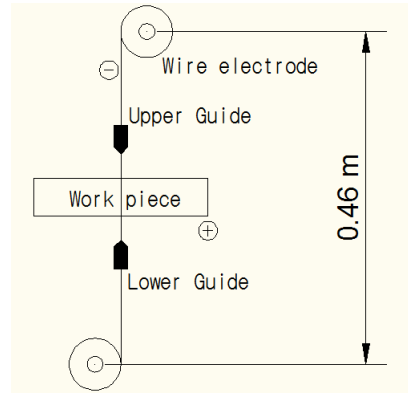 ⊖
Wire electrode
Upper Guide
Work piece
⊕
Lower Guide
0.46 m